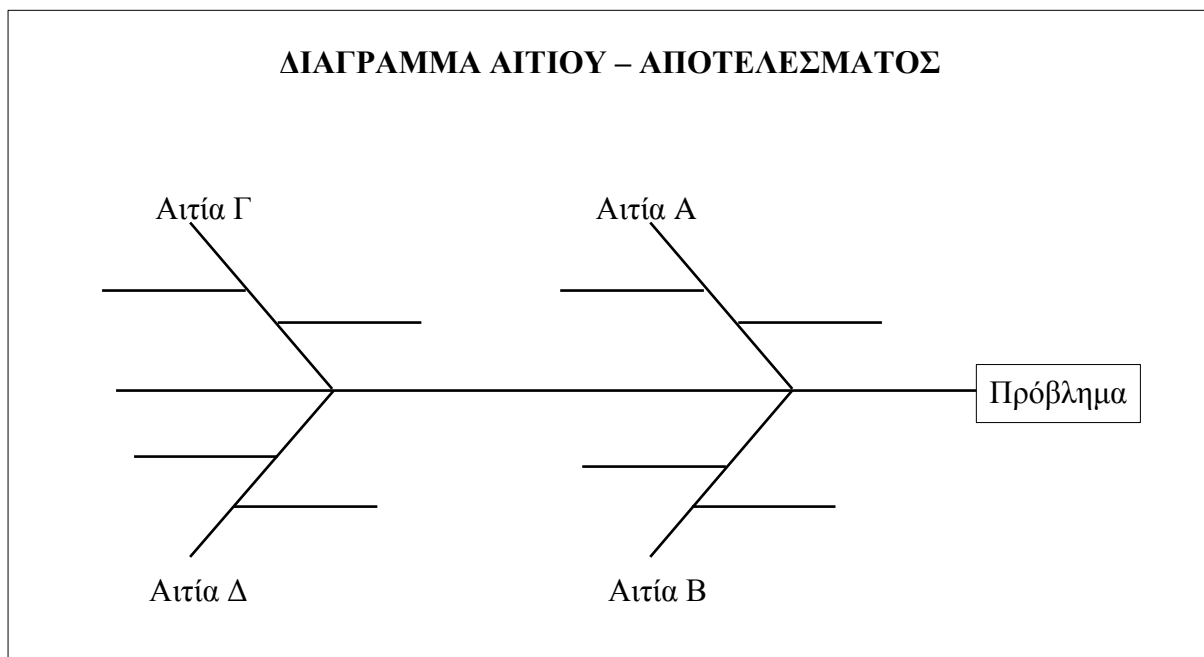 ΔΙΑΓΡΑΜΜΑ ΑΙΤΙΟΥ – ΑΠΟΤΕΛΕΣΜΑΤΟΣ
Αιτία Γ
Αιτία Α
Πρόβλημα
Αιτία Δ
Αιτία Β